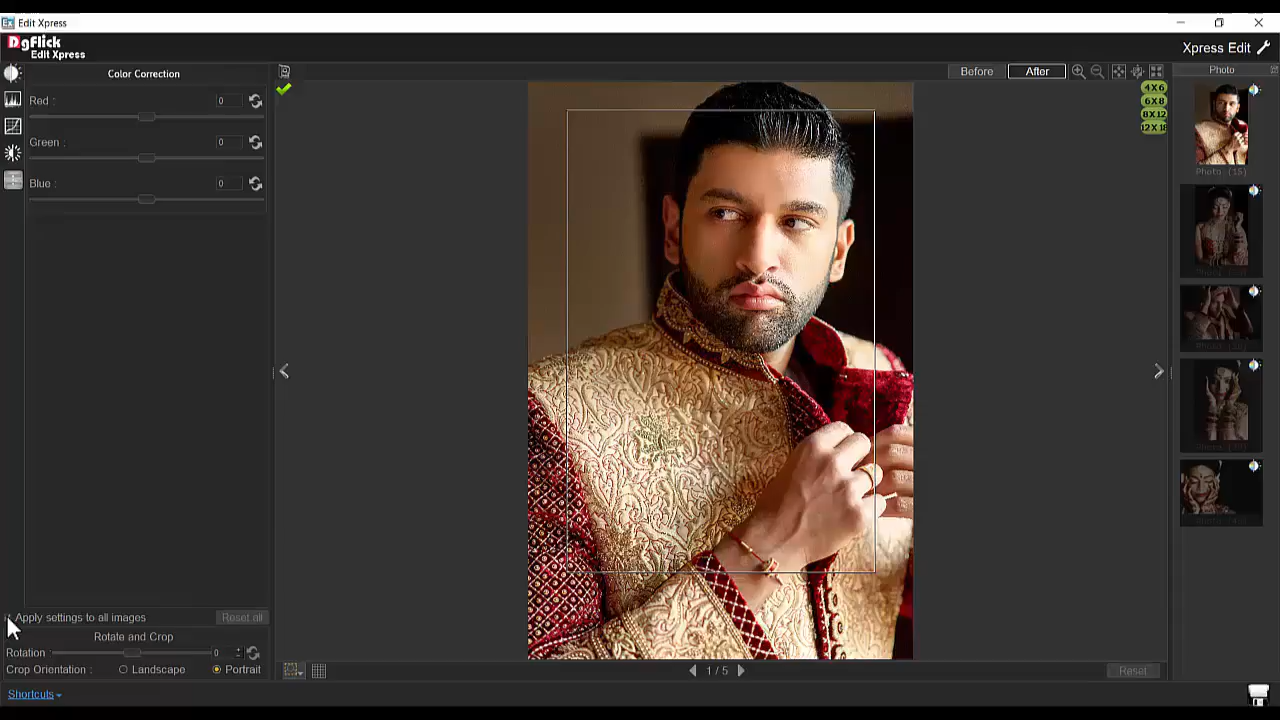 Edit Xpress
DgFlick
Edit Xpress
Xpress Edit
Color Correction
Before
After
Photo
Red :
0
4X6
6X8
8X12
12X18
Green :
0
Photo (15)
Blue :
0
Apply settings to all images
Reset all
Rotate and Crop
Rotation :
0
Crop Orientation :
Landscape
Portrait
1 / 5
Reset
Shortcuts